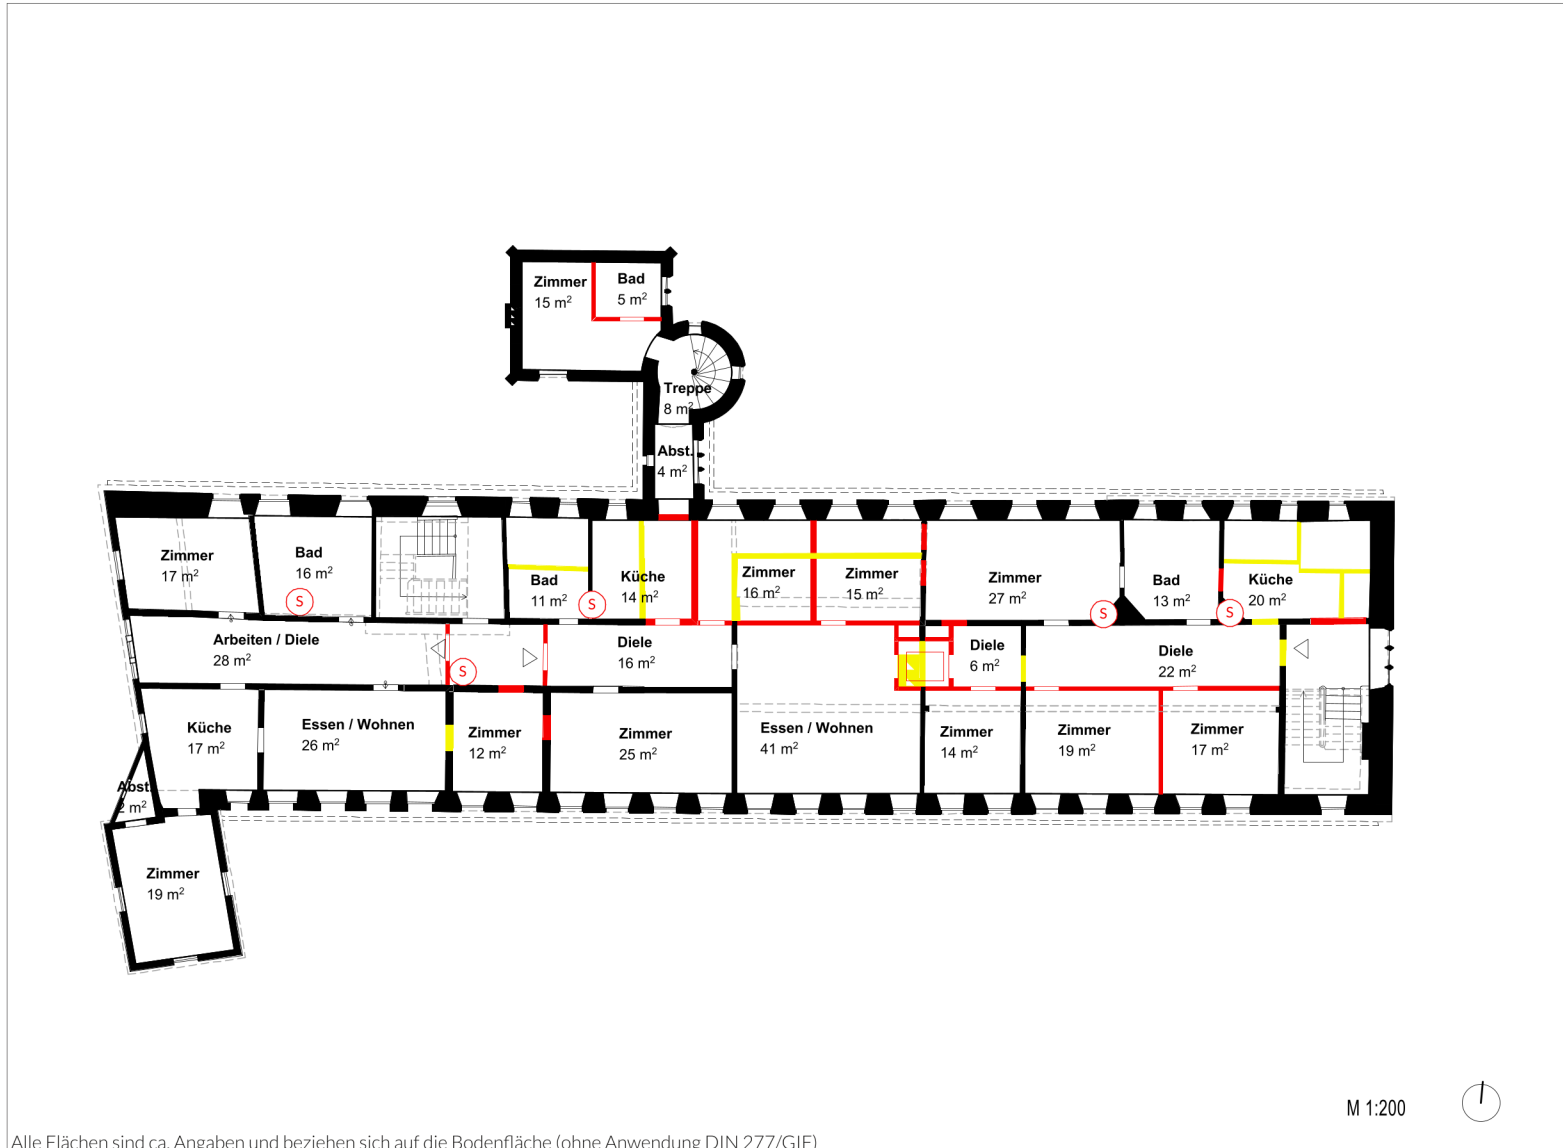 Zimmer
15 m²
Bad
5 m²
Treppe
8 m²
Abst.
4 m²
Zimmer
17 m²
Bad
16 m²
S
Bad
11 m²
S
Küche
14 m²
Zimmer
16 m²
Zimmer
15 m²
Zimmer
27 m²
S
Bad
13 m²
S
Küche
20 m²
Arbeiten / Diele
28 m²
S
Diele
16 m²
Diele
6 m²
Diele
22 m²
Küche
17 m²
Essen / Wohnen
26 m²
Zimmer
12 m²
Zimmer
25 m²
Essen / Wohnen
41 m²
Zimmer
14 m²
Zimmer
19 m²
Zimmer
17 m²
Abst.
2 m²
Zimmer
19 m²
M 1:200
Alle Flächen sind ca. Angaben und beziehen sich auf die Bodenfläche (ohne Anwendung DIN 277/GIF)